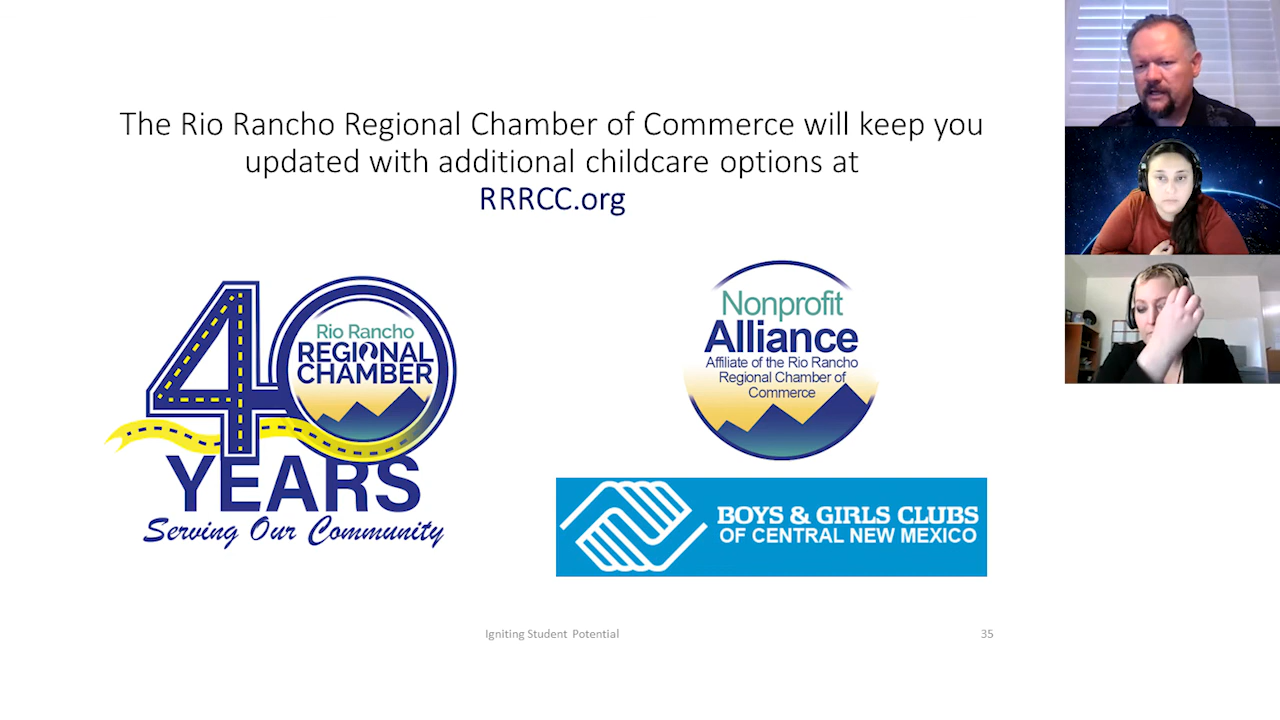 The Rio Rancho Regional Chamber of Commerce will keep you
updated with additional childcare options at
RRRCC.org
40
Rio Rancho
REGIONAL
CHAMBER
YEARS
Serving Our Community
Nonprofit
Alliance
Affiliate of the Rio Rancho
Regional Chamber of
Commerce
BOYS & GIRLS CLUBS
OF CENTRAL NEW MEXICO
Igniting Student Potential
35